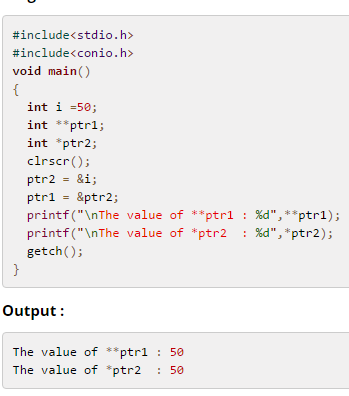 #include<stdio.h>
#include<conio.h>
void main()
{
  int i =50;
  int **ptr1;
  int *ptr2;
  clrscr();
  ptr2 = &i;
  ptr1 = &ptr2;
  printf("\nThe value of **ptr1 : %d",**ptr1);
  printf("\nThe value of *ptr2  : %d",*ptr2);
  getch();
}
Output :
The value of **ptr1 : 50
The value of *ptr2  : 50